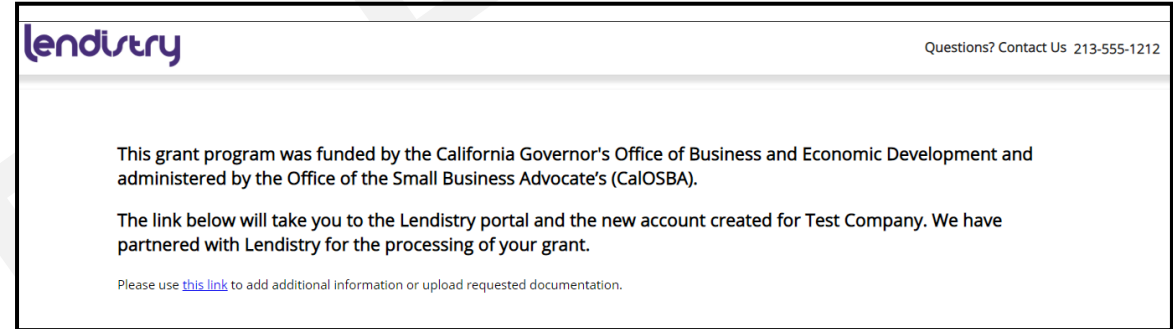 lendistry
Questions? Contact Us 213-555-1212
This grant program was funded by the California Governor's Office of Business and Economic Development and
administered by the Office of the Small Business Advocate's (CalOSBA).
The link below will take you to the Lendistry portal and the new account created for Test Company. We have
partnered with Lendistry for the processing of your grant.
Please use this link to add additional information or upload requested documentation.